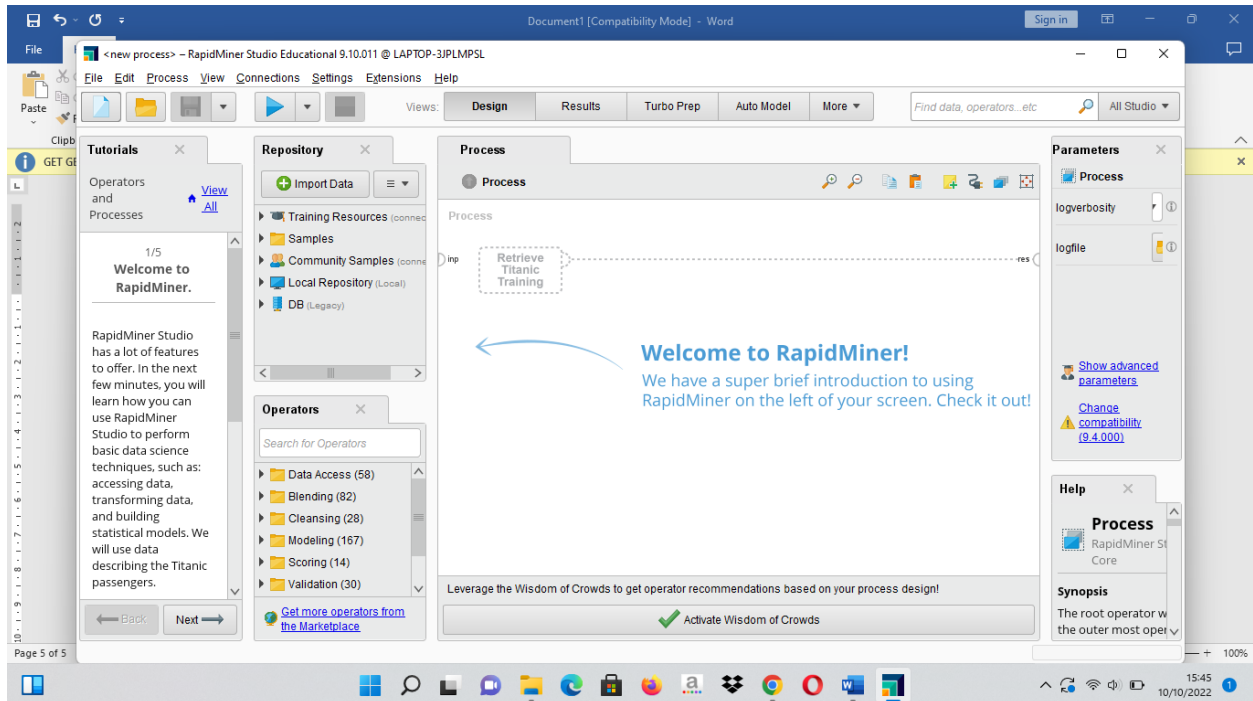 Document1 [Compatibility Mode] - Word
Sign in
File
Paste
Clipb
GET GE
<new process> – RapidMiner Studio Educational 9.10.011 @ LAPTOP-3JPLMPSL
File Edit Process View Connections Settings Extensions Help
Views:
Design
Results
Turbo Prep
Auto Model
More
Find data, operators...etc
All Studio
Tutorials
Operators
and
Processes
View
All
1/5
Welcome to
RapidMiner.
RapidMiner Studio
has a lot of features
to offer. In the next
few minutes, you will
learn how you can
use RapidMiner
Studio to perform
basic data science
techniques, such as:
accessing data,
transforming data,
and building
statistical models. We
will use data
describing the Titanic
passengers.
Back
Next
Repository
Import Data
Training Resources (connec
Samples
Community Samples (conne
Local Repository (Local)
DB (Legacy)
Operators
Search for Operators
Data Access (58)
Blending (82)
Cleansing (28)
Modeling (167)
Scoring (14)
Validation (30)
Get more operators from
the Marketplace
Process
Process
Process
inp
Retrieve
Titanic
Training
res
Welcome to RapidMiner!
We have a super brief introduction to using
RapidMiner on the left of your screen. Check it out!
Leverage the Wisdom of Crowds to get operator recommendations based on your process design!
Activate Wisdom of Crowds
Parameters
Process
logverbosity
logfile
Show advanced
parameters
Change
compatibility
(9.4.000)
Help
Process
RapidMiner St
Core
Synopsis
The root operator w
the outer most oper
Page 5 of 5
100%
15:45
10/10/2022
1